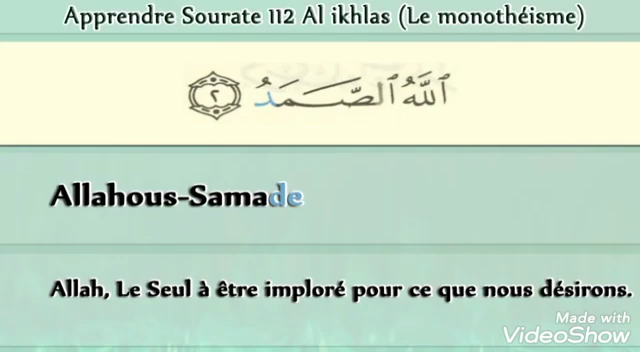 Apprendre Sourate 112 Al ikhlas (Le monothéisme)
ٱللَّهُ ٱلصَّمَدُ ٢
Allahous-Samade
Allah, Le Seul à être imploré pour ce que nous désirons.
Made with
VideoShow